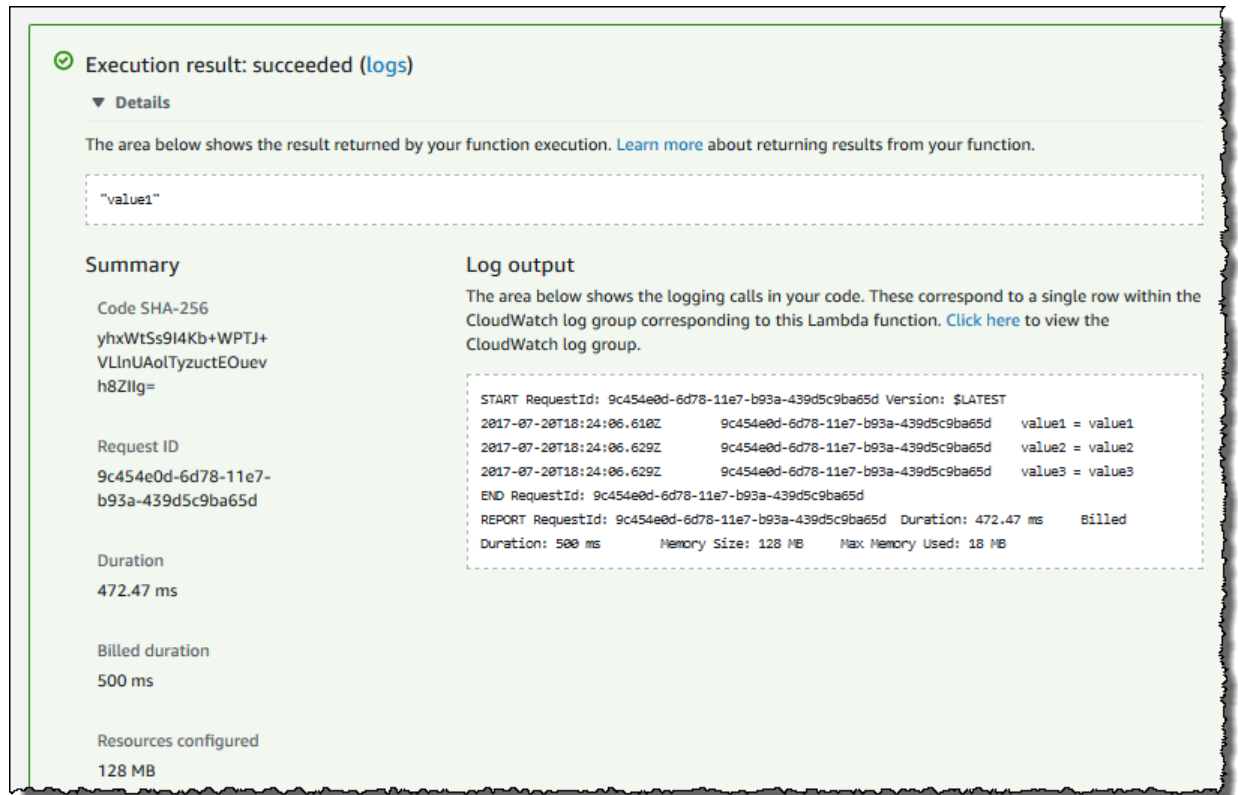 Execution result: succeeded (logs)
▼ Details
The area below shows the result returned by your function execution. Learn more about returning results from your function.
"value1"
Summary
Code SHA-256
yhxWtSs9I4Kb+WPTJ+
VLlnUAolTyzuctEOuev
h8ZIIg=
Request ID
9c454e0d-6d78-11e7-
b93a-439d5c9ba65d
Duration
472.47 ms
Billed duration
500 ms
Resources configured
128 MB
Log output
The area below shows the logging calls in your code. These correspond to a single row within the
CloudWatch log group corresponding to this Lambda function. Click here to view the
CloudWatch log group.
START RequestId: 9c454e0d-6d78-11e7-b93a-439d5c9ba65d Version: $LATEST
2017-07-20T18:24:06.610Z 9c454e0d-6d78-11e7-b93a-439d5c9ba65d value1 = value1
2017-07-20T18:24:06.629Z 9c454e0d-6d78-11e7-b93a-439d5c9ba65d value2 = value2
2017-07-20T18:24:06.629Z 9c454e0d-6d78-11e7-b93a-439d5c9ba65d value3 = value3
END RequestId: 9c454e0d-6d78-11e7-b93a-439d5c9ba65d
REPORT RequestId: 9c454e0d-6d78-11e7-b93a-439d5c9ba65d Duration: 472.47 ms Billed
Duration: 500 ms Memory Size: 128 MB Max Memory Used: 18 MB